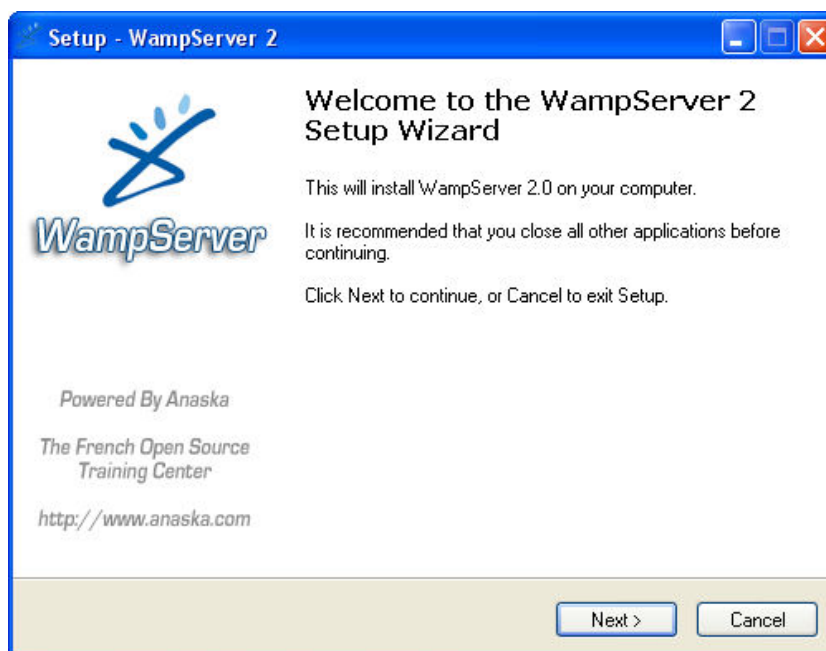 Setup - WampServer 2
Welcome to the WampServer 2
Setup Wizard
This will install WampServer 2.0 on your computer.
It is recommended that you close all other applications before
continuing.
Click Next to continue, or Cancel to exit Setup.
WampServer
Powered By Anaska
The French Open Source
Training Center
http://www.anaska.com
Next >
Cancel